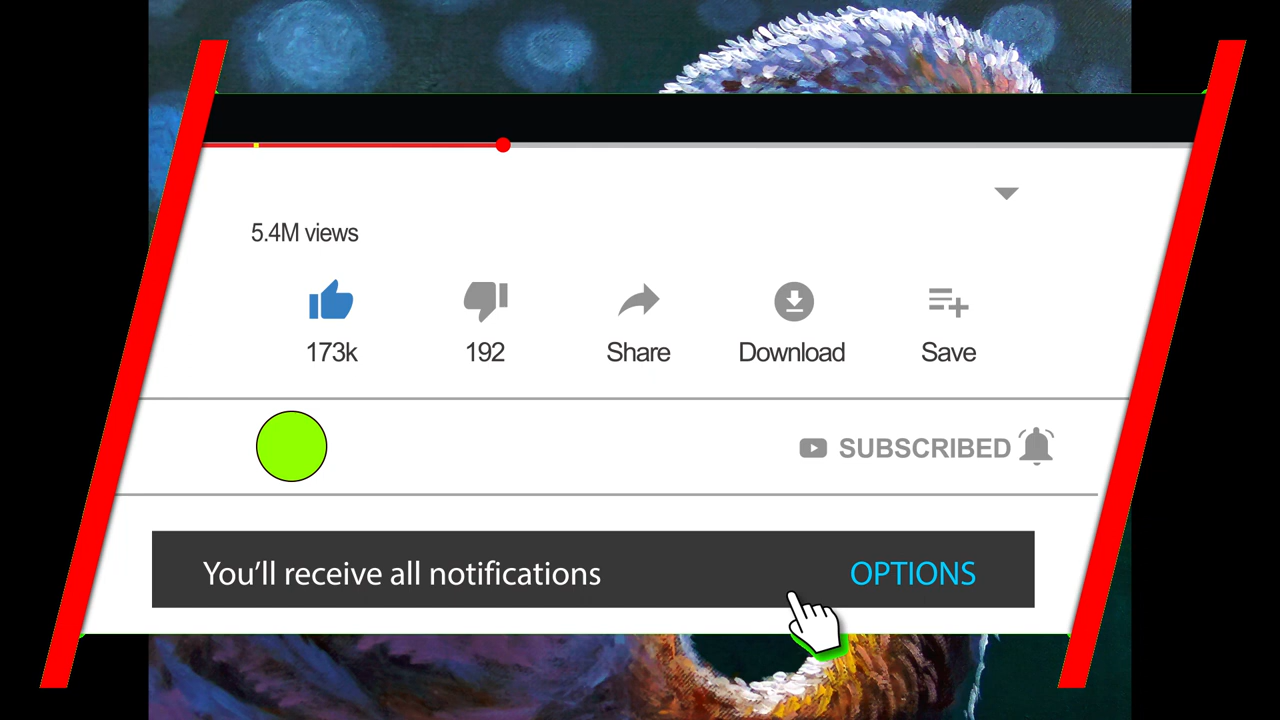 5.4M views
173k 192 Share Download Save
SUBSCRIBED
You'll receive all notifications OPTIONS